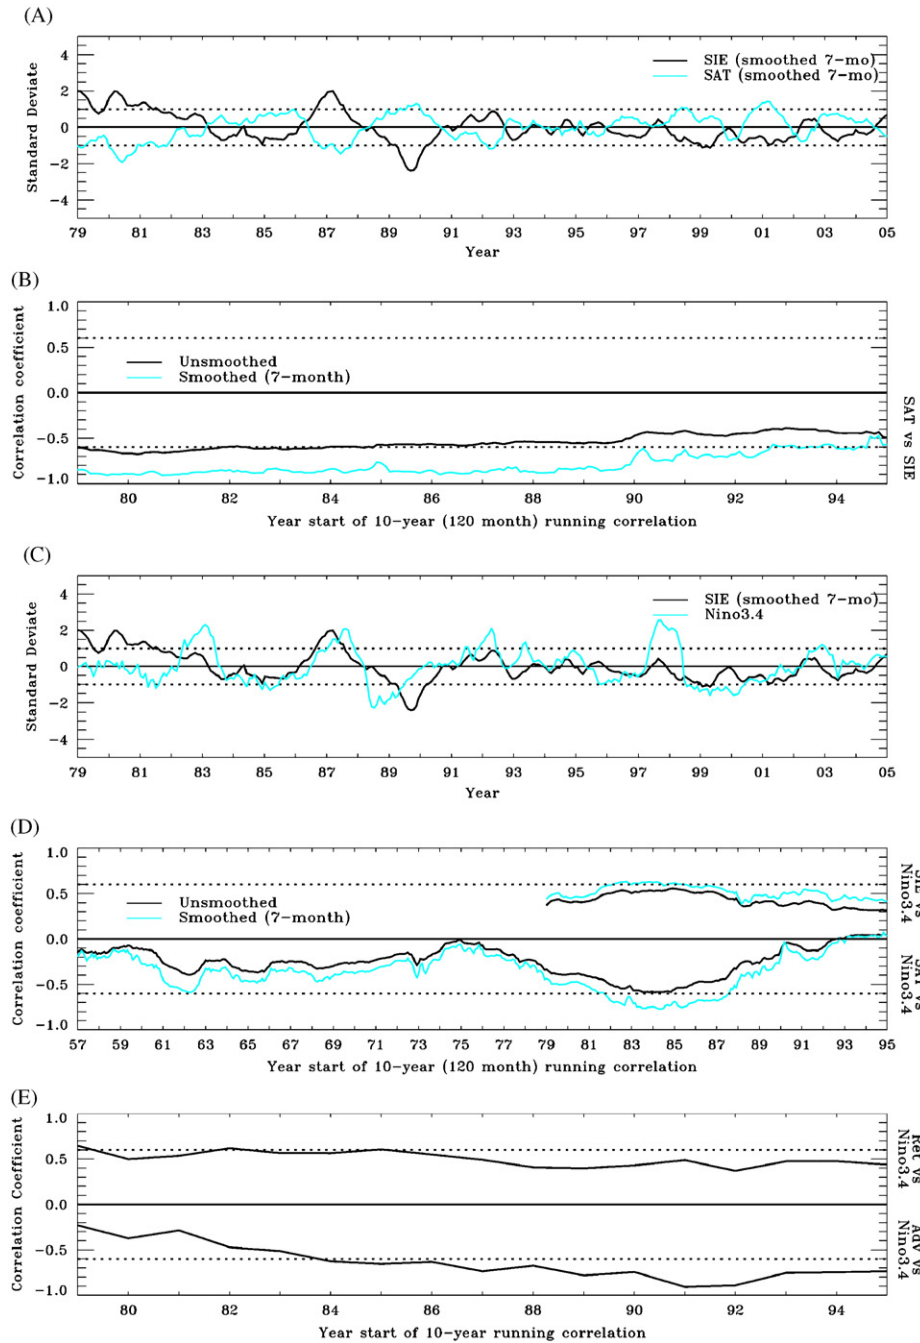 (A)
Standard Deviate
4
2
0
-2
-4
SIE (smoothed 7-mo)
SAT (smoothed 7-mo)
79 81 83 85 87 89 91 93 95 97 99 01 03 05
Year
(B)
Correlation coefficient
1.0
0.5
0.0
-0.5
-1.0
Unsmoothed
Smoothed (7-month)
SAT vs SIE
80 82 84 86 88 90 92 94
Year start of 10-year (120 month) running correlation
(C)
Standard Deviate
4
2
0
-2
-4
SIE (smoothed 7-mo)
Nino3.4
79 81 83 85 87 89 91 93 95 97 99 01 03 05
Year
(D)
Correlation coefficient
1.0
0.5
0.0
-0.5
-1.0
Unsmoothed
Smoothed (7-month)
SIE vs
Nino3.4
SAT vs
Nino3.4
57 59 61 63 65 67 69 71 73 75 77 79 81 83 85 87 89 91 93 95
Year start of 10-year (120 month) running correlation
(E)
Correlation Coefficient
1.0
0.5
0.0
-0.5
-1.0
Ret vs
Nino3.4
Adv vs
Nino3.4
80 82 84 86 88 90 92 94
Year start of 10-year running correlation